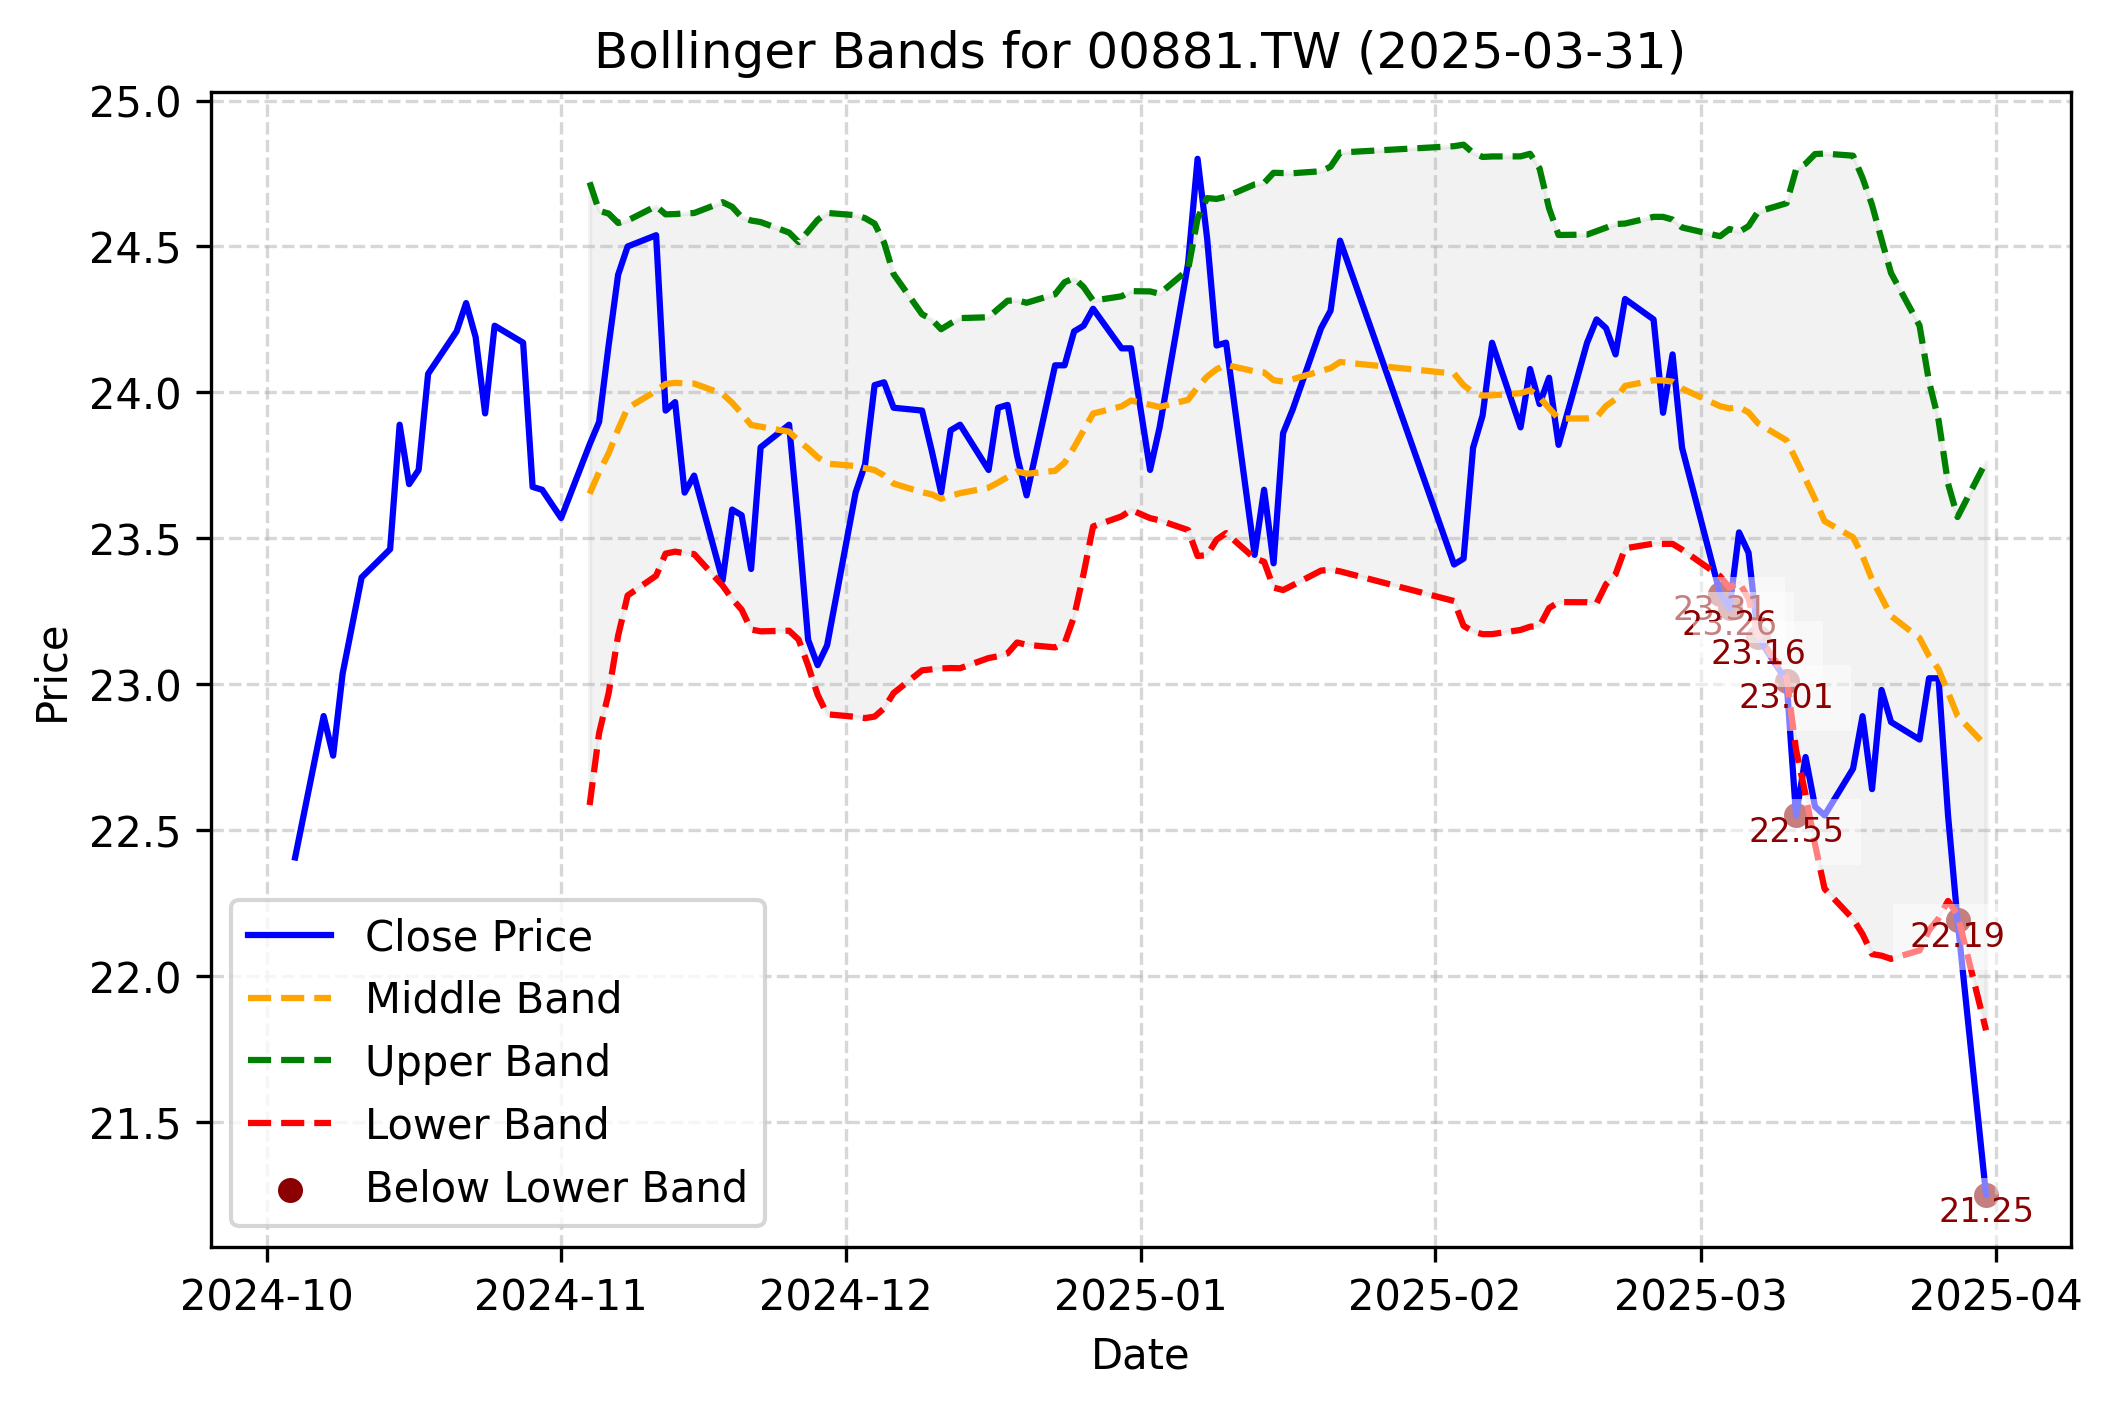 Bollinger Bands for 00881.TW (2025-03-31)
Price
25.0
24.5
24.0
23.5
23.0
22.5
22.0
21.5
23.31
23.26
23.16
23.01
22.55
22.19
21.25
Close Price
Middle Band
Upper Band
Lower Band
Below Lower Band
2024-10 2024-11 2024-12 2025-01 2025-02 2025-03 2025-04
Date